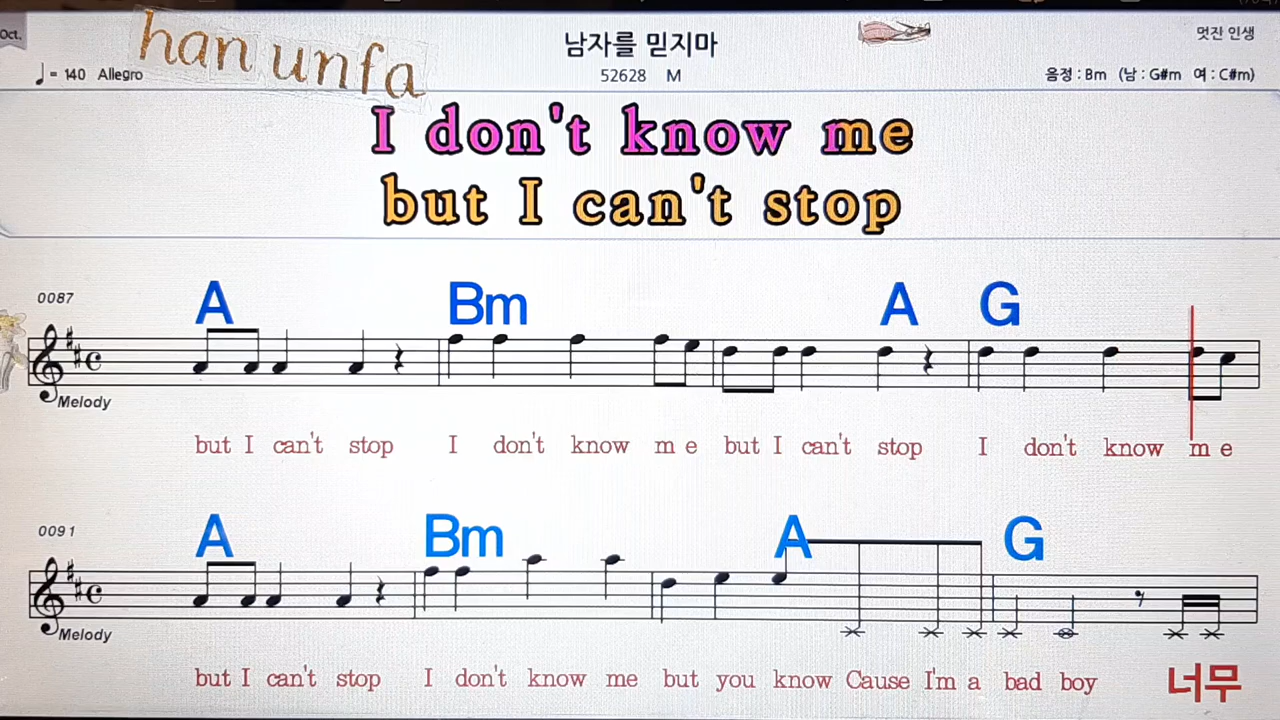 Oct.
han unfa
남자를 믿지마
멋진 인생
♩= 140 Allegro
52628 M
음정 : Bm (남 : G#m 여 : C#m)
I don't know me
but I can't stop
0087
A Bm A G
Melody
but I can't stop I don't know me but I can't stop I don't know me
0091
A Bm A G
Melody
but I can't stop I don't know me but you know Cause I'm a bad boy 너무